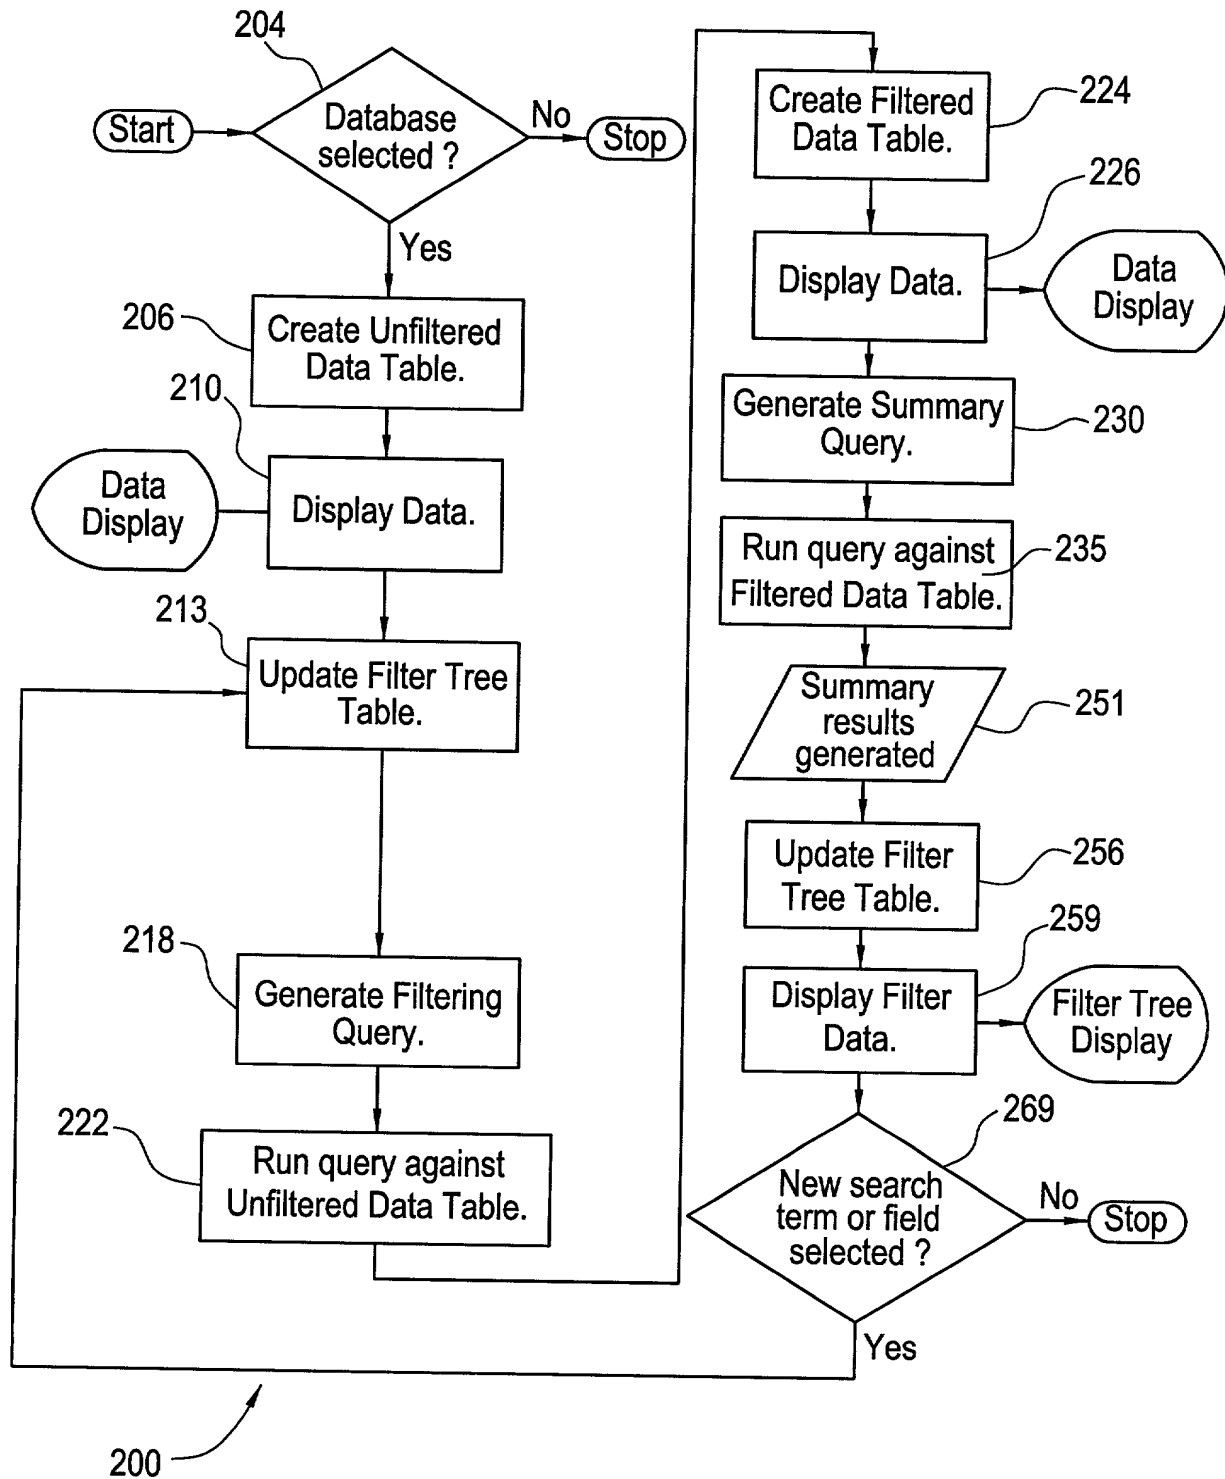 204
Start
Database
selected ?
No
Stop
Yes
206
Create Unfiltered
Data Table.
210
Data
Display
Display Data.
213
Update Filter Tree
Table.
218
Generate Filtering
Query.
222
Run query against
Unfiltered Data Table.
200
Create Filtered
Data Table.
224
226
Display Data.
Data
Display
Generate Summary
Query.
230
Run query against
Filtered Data Table.
235
Summary
results
generated
251
Update Filter
Tree Table.
256
259
Display Filter
Data.
Filter Tree
Display
269
New search
term or field
selected ?
No
Stop
Yes